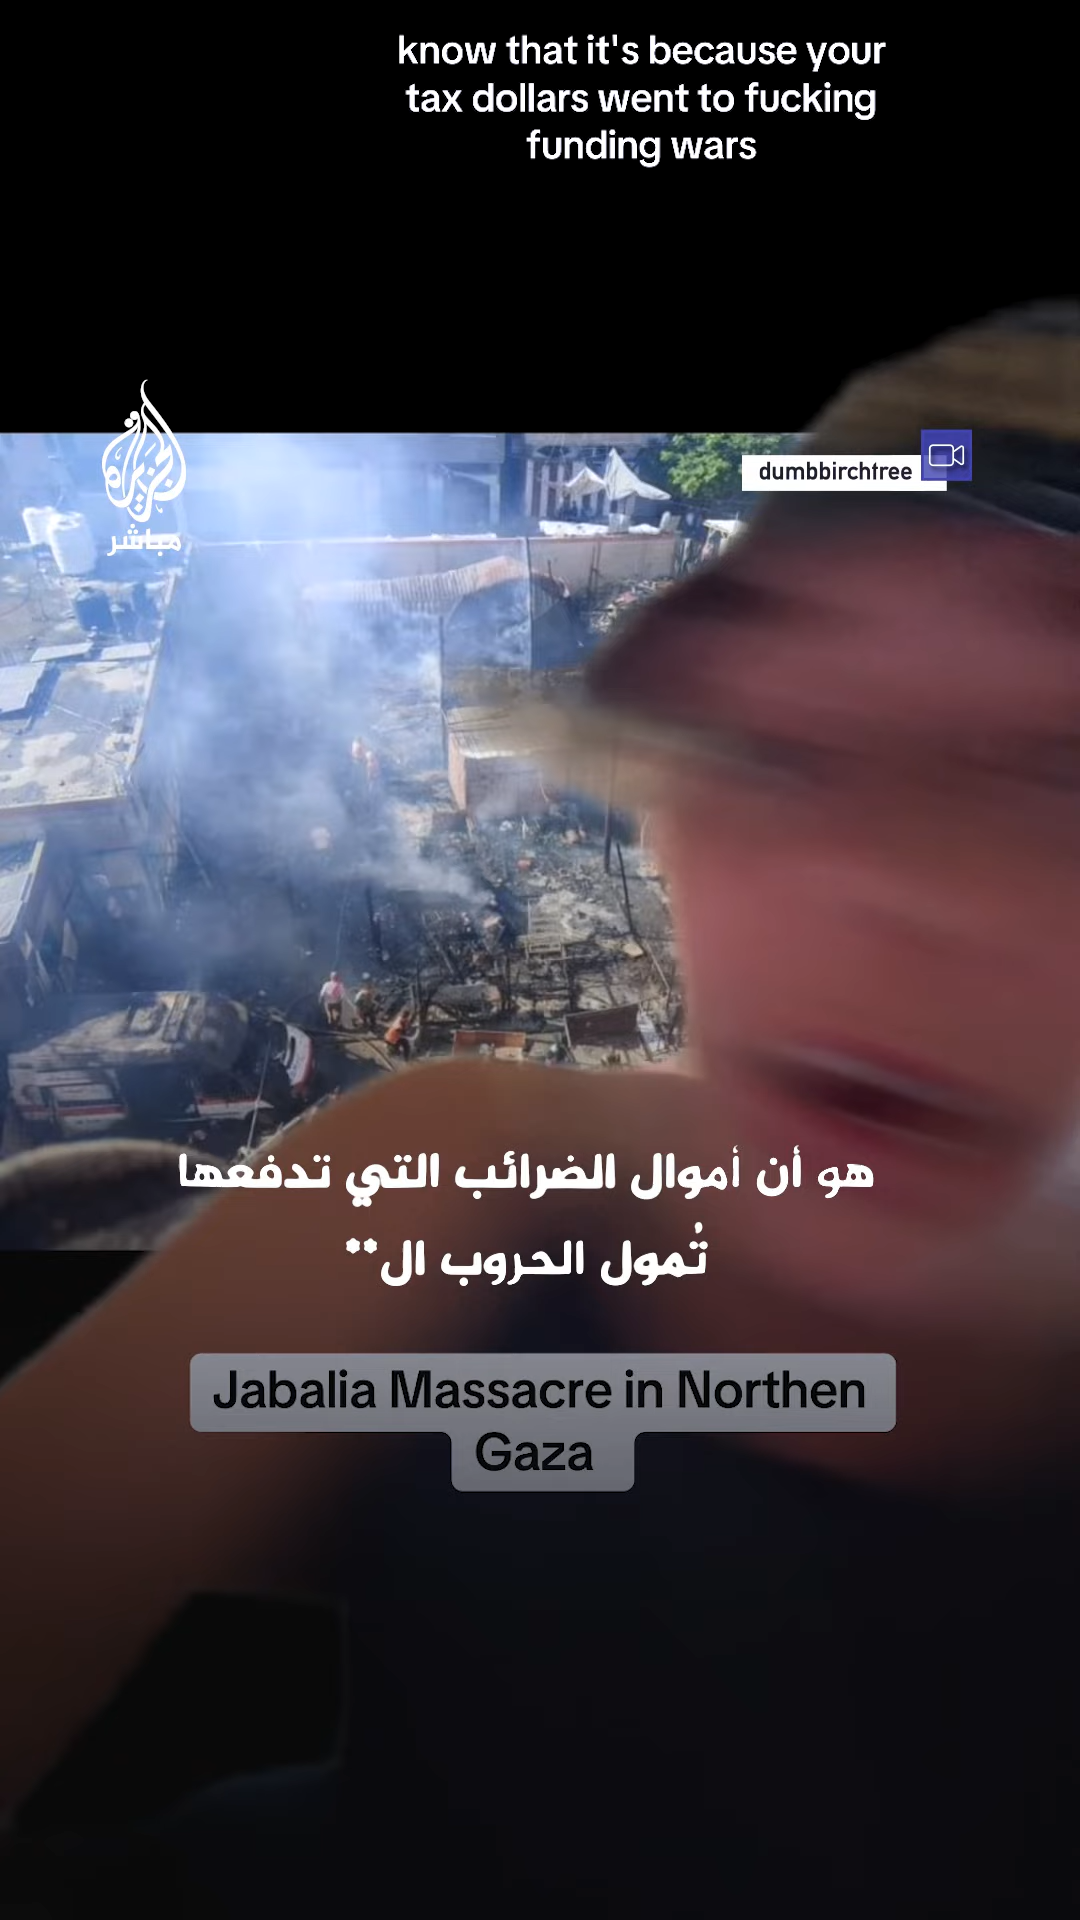 know that it's because your
tax dollars went to fucking
funding wars
dumbbirchtree
الجزيرة
مباشر
هو أن أموال الضرائب التي تدفعها
تُمول الحروب ال**
Jabalia Massacre in Northen
Gaza